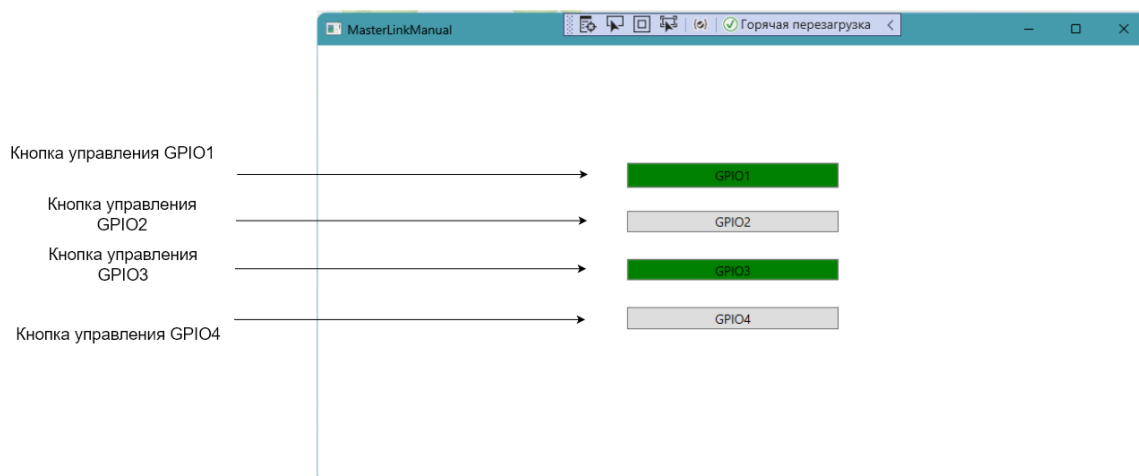 MasterLinkManual
Горячая перезагрузка
Кнопка управления GPIO1
GPIO1
Кнопка управления
GPIO2
GPIO2
Кнопка управления
GPIO3
GPIO3
Кнопка управления GPIO4
GPIO4